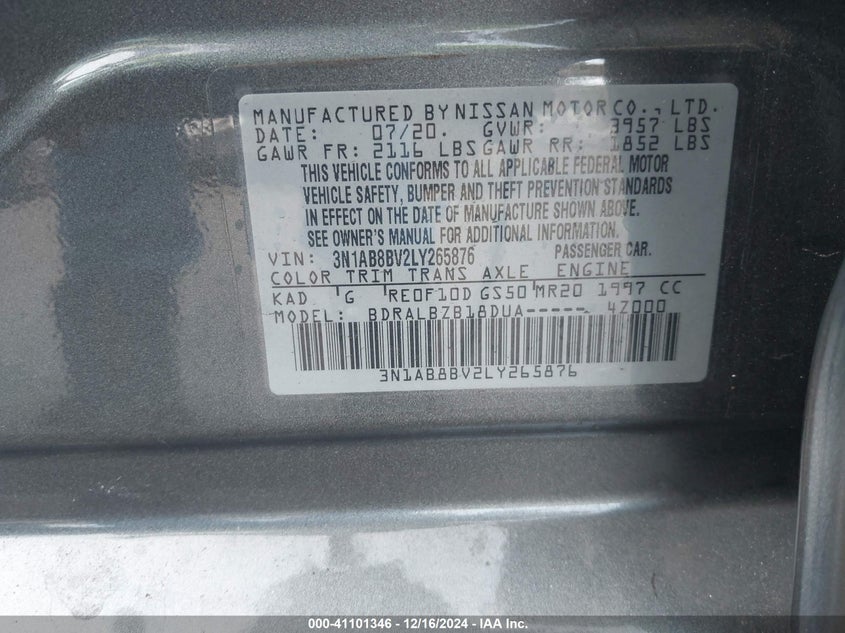 MANUFACTURED BY NISSAN MOTOR CO., LTD.
DATE: 07/20. GVWR: 3957 LBS
GAWR FR: 2116 LBS GAWR RR: 1852 LBS
THIS VEHICLE CONFORMS TO ALL APPLICABLE FEDERAL MOTOR
VEHICLE SAFETY, BUMPER AND THEFT PREVENTION STANDARDS
IN EFFECT ON THE DATE OF MANUFACTURE SHOWN ABOVE.
SEE OWNER'S MANUAL FOR ADDITIONAL INFORMATION.
VIN: 3N1AB8BV2LY265876 PASSENGER CAR.
COLOR TRIM TRANS AXLE ENGINE
KAD G RE0F10D GS50 MR20 1997 CC
MODEL: BDRALBZB18DUA----- 4Z000
3N1AB8BV2LY265876
000-41101346 - 12/16/2024 - IAA Inc.